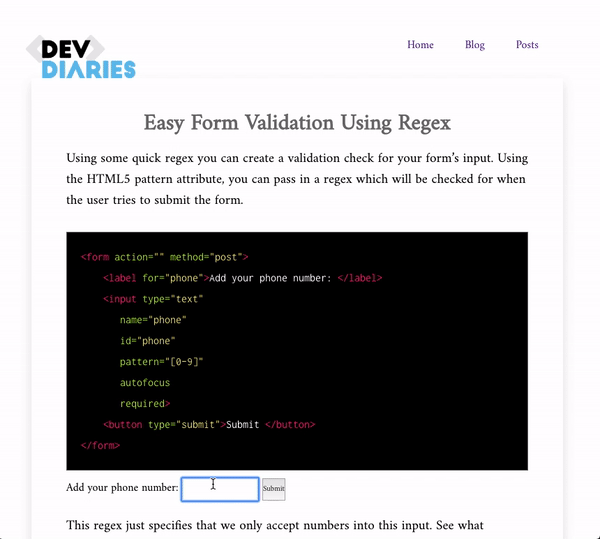 DEV
DIARIES
Home Blog Posts
Easy Form Validation Using Regex
Using some quick regex you can create a validation check for your form’s input. Using
the HTML5 pattern attribute, you can pass in a regex which will be checked for when
the user tries to submit the form.
<form action="" method="post">
<label for="phone">Add your phone number: </label>
<input type="text"
name="phone"
id="phone"
pattern="[0-9]"
autofocus
required>
<button type="submit">Submit </button>
</form>
Add your phone number: Submit
This regex just specifies that we only accept numbers into this input. See what